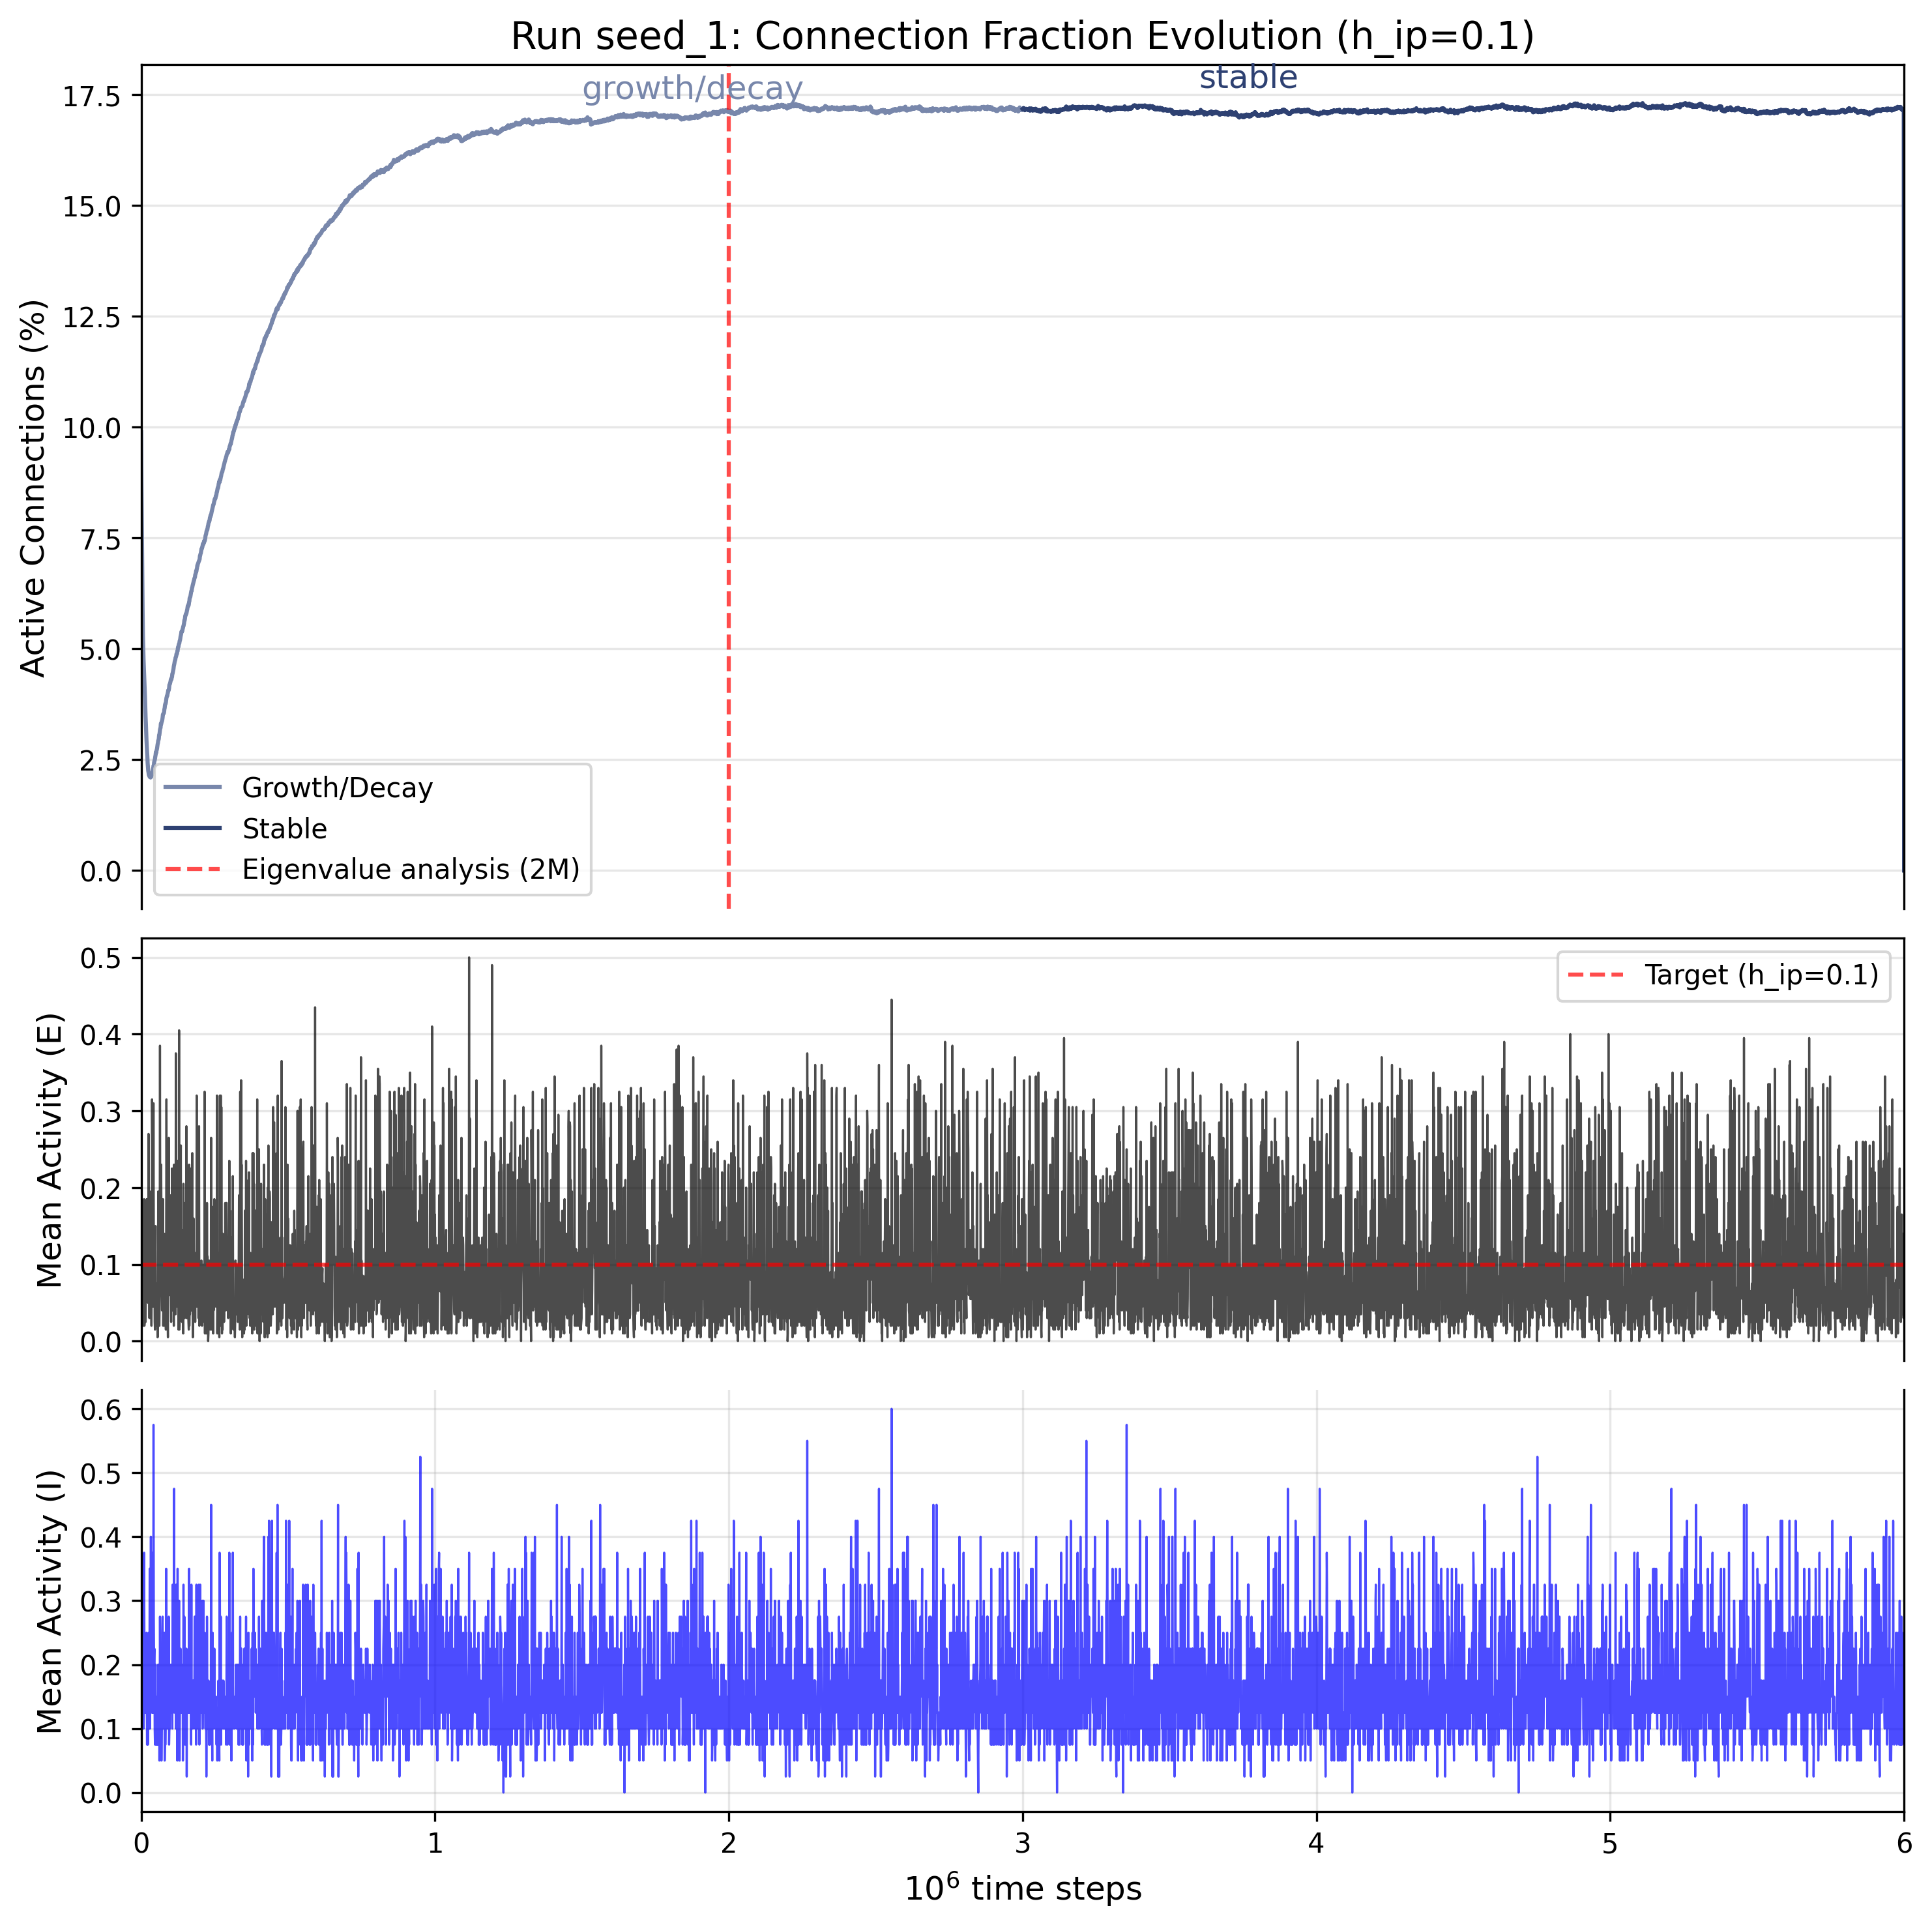 Run seed_1: Connection Fraction Evolution (h_ip=0.1)
growth/decay
stable
17.5
15.0
12.5
10.0
7.5
5.0
2.5
0.0
Active Connections (%)
Growth/Decay
Stable
Eigenvalue analysis (2M)
0.5
0.4
0.3
0.2
0.1
0.0
Mean Activity (E)
Target (h_ip=0.1)
0.6
0.5
0.4
0.3
0.2
0.1
0.0
Mean Activity (I)
0 1 2 3 4 5 6
10⁶ time steps